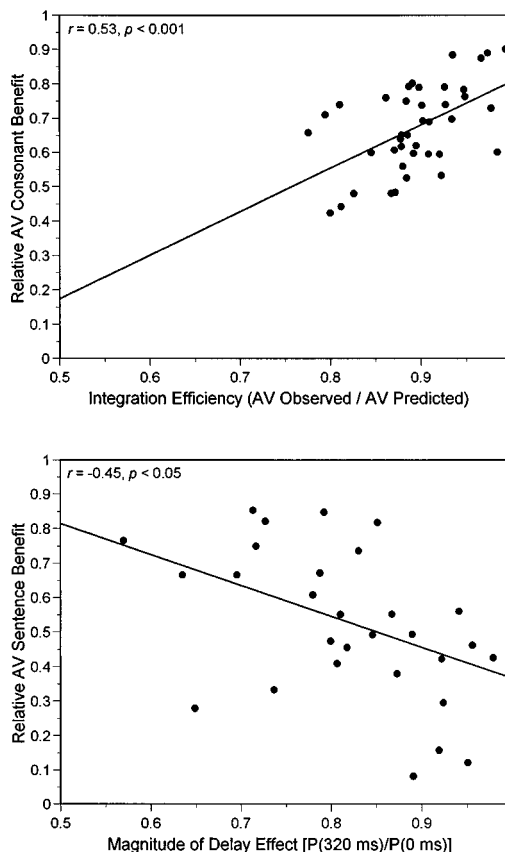 r = 0.53, p < 0.001
1
0.9
0.8
0.7
0.6
0.5
0.4
0.3
0.2
0.1
0
Relative AV Consonant Benefit
0.5 0.6 0.7 0.8 0.9
Integration Efficiency (AV Observed / AV Predicted)
r = -0.45, p < 0.05
1
0.9
0.8
0.7
0.6
0.5
0.4
0.3
0.2
0.1
0
Relative AV Sentence Benefit
0.5 0.6 0.7 0.8 0.9
Magnitude of Delay Effect [P(320 ms)/P(0 ms)]